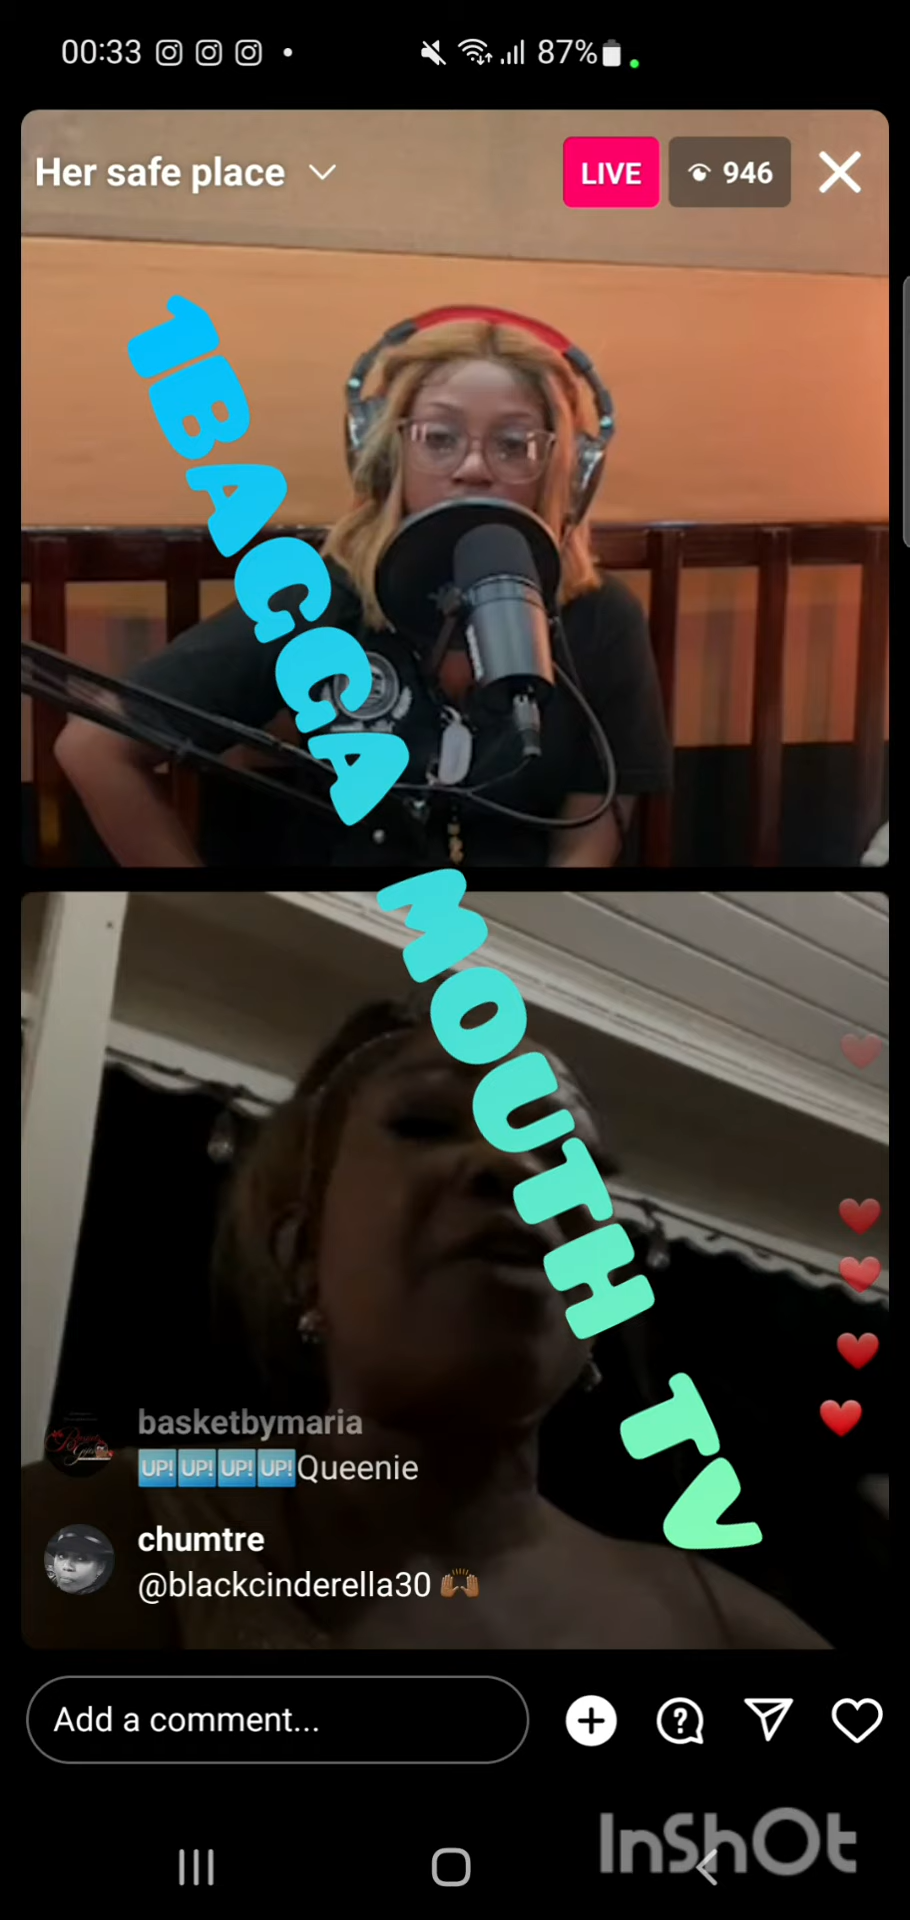 00:33
87%
Her safe place
LIVE
946
1BAGGA MOUTH TV
basketbymaria
UP! UP! UP! UP! Queenie
chumtre
@blackcinderella30
Add a comment...
InShOt